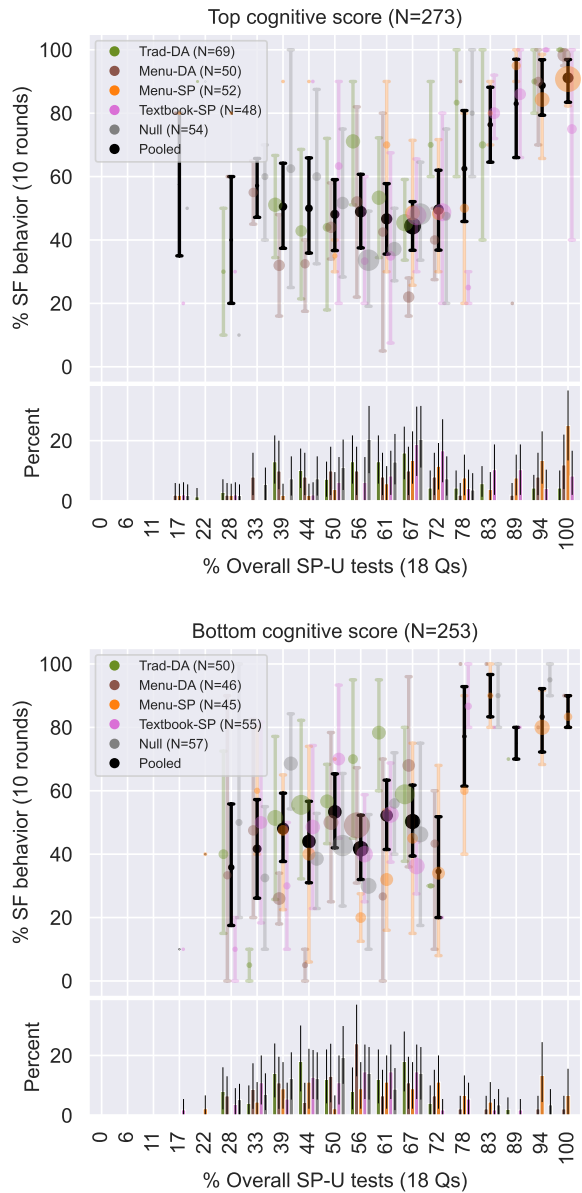 Top cognitive score (N=273)
Trad-DA (N=69)
Menu-DA (N=50)
Menu-SP (N=52)
Textbook-SP (N=48)
Null (N=54)
Pooled
% SF behavior (10 rounds)
100
80
60
40
20
0
Percent
20
0
0 6 11 17 22 28 33 39 44 50 56 61 67 72 78 83 89 94 100
% Overall SP-U tests (18 Qs)
Bottom cognitive score (N=253)
Trad-DA (N=50)
Menu-DA (N=46)
Menu-SP (N=45)
Textbook-SP (N=55)
Null (N=57)
Pooled
% SF behavior (10 rounds)
100
80
60
40
20
0
Percent
20
0
0 6 11 17 22 28 33 39 44 50 56 61 67 72 78 83 89 94 100
% Overall SP-U tests (18 Qs)